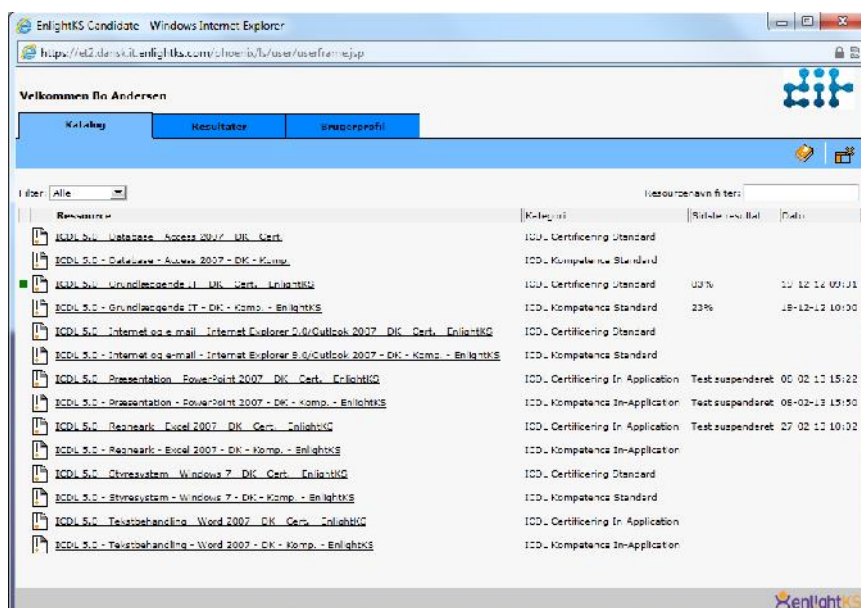 EnlightKS Candidate - Windows Internet Explorer
https://et2.dansk.it.enlightks.com/phoenix/ls/user/userframe.jsp
dit
Velkommen Bo Andersen
Katalog Resultater Brugerprofil
Filter: Alle Resourcenavn filter:
Ressource Kategori Sidste resultat Dato
ICDL 5.0 - Database - Access 2007 - DK - Cert. ICDL Certificering Standard
ICDL 5.0 - Database - Access 2007 - DK - Komp. ICDL Kompetence Standard
ICDL 5.0 - Grundlæggende IT - DK - Cert. - EnlightKS ICDL Certificering Standard
ICDL 5.0 - Grundlæggende IT - DK - Komp. - EnlightKS ICDL Kompetence Standard 23%
ICDL 5.0 - Internet og e-mail - Internet Explorer 9.0/Outlook 2007 - DK - Cert. - EnlightKS ICDL Certificering Standard
ICDL 5.0 - Internet og e-mail - Internet Explorer 9.0/Outlook 2007 - DK - Komp. - EnlightKS ICDL Kompetence Standard
ICDL 5.0 - Præsentation - PowerPoint 2007 - DK - Cert. - EnlightKS ICDL Certificering In-Application Test suspenderet
ICDL 5.0 - Præsentation - PowerPoint 2007 - DK - Komp. - EnlightKS ICDL Kompetence In-Application Test suspenderet
ICDL 5.0 - Regneark - Excel 2007 - DK - Cert. - EnlightKS ICDL Certificering In-Application Test suspenderet
ICDL 5.0 - Regneark - Excel 2007 - DK - Komp. - EnlightKS ICDL Kompetence In-Application
ICDL 5.0 - Styresystem - Windows 7 - DK - Cert. - EnlightKS ICDL Certificering Standard
ICDL 5.0 - Styresystem - Windows 7 - DK - Komp. - EnlightKS ICDL Kompetence Standard
ICDL 5.0 - Tekstbehandling - Word 2007 - DK - Cert. - EnlightKS ICDL Certificering In-Application
ICDL 5.0 - Tekstbehandling - Word 2007 - DK - Komp. - EnlightKS ICDL Kompetence In-Application
enlightKS